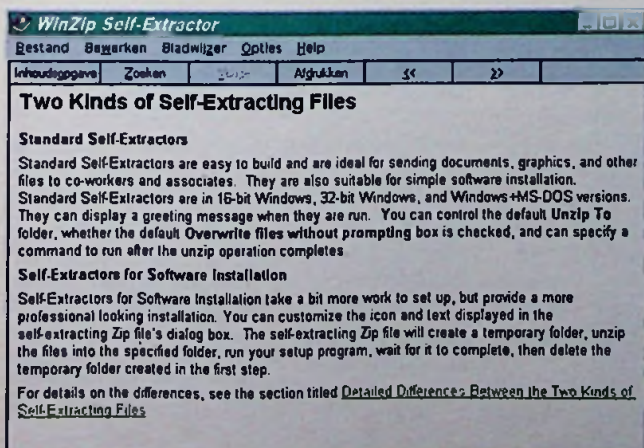 WinZip Self-Extractor
Bestand Bewerken Bladwijzer Opties Help
Inhoudsopgave Zoeken Afdrukken << >>
Two Kinds of Self-Extracting Files
Standard Self-Extractors
Standard Self-Extractors are easy to build and are ideal for sending documents, graphics, and other
files to co-workers and associates. They are also suitable for simple software installation.
Standard Self-Extractors are in 16-bit Windows, 32-bit Windows, and Windows+MS-DOS versions.
They can display a greeting message when they are run. You can control the default Unzip To
folder, whether the default Overwrite files without prompting box is checked, and can specify a
command to run after the unzip operation completes
Self-Extractors for Software Installation
Self-Extractors for Software Installation take a bit more work to set up, but provide a more
professional looking installation. You can customize the icon and text displayed in the
self-extracting Zip file's dialog box. The self-extracting Zip file will create a temporary folder, unzip
the files into the specified folder, run your setup program, wait for it to complete, then delete the
temporary folder created in the first step.
For details on the differences, see the section titled Detailed Differences Between the Two Kinds of
Self-Extracting Files